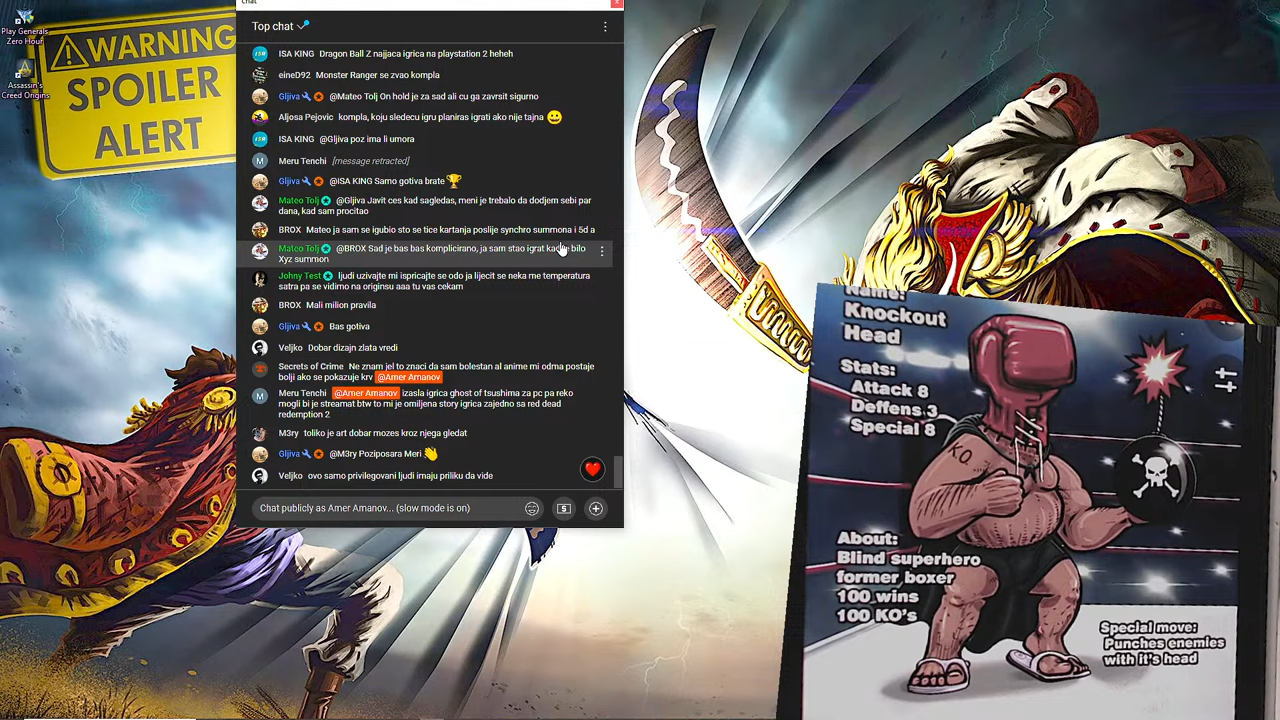 Play Generals
Zero Hour
Assassin's
Creed Origins
WARNING
SPOILER
ALERT
Chat
Top chat
ISA KING Dragon Ball Z najjaca igrica na playstation 2 heheh
eineD92 Monster Ranger se zvao kompla
Gljiva @Mateo Tolj On hold je za sad ali cu ga zavrsit sigurno
Aljosa Pejovic kompla, koju sledecu igru planiras igrati ako nije tajna
ISA KING @Gljiva poz ima li umora
Meru Tenchi [message retracted]
Gljiva @ISA KING Samo gotiva brate
Mateo Tolj @Gljiva Javit ces kad sagledas, meni je trebalo da dodjem sebi par
dana, kad sam procitao
BROX Mateo ja sam se igubio sto se tice kartanja poslije synchro summona i 5d a
Mateo Tolj @BROX Sad je bas bas komplicirano, ja sam stao igrat kad je bilo
Xyz summon
Johny Test ljudi uzivajte mi ispricajte se odo ja lijecit se neka me temperatura
satra pa se vidimo na originsu aaa tu vas cekam
BROX Mali milion pravila
Gljiva Bas gotiva
Veljko Dobar dizajn zlata vredi
Secrets of Crime Ne znam jel to znaci da sam bolestan al anime mi odma postaje
bolji ako se pokazuje krv @Amer Amanov
Meru Tenchi @Amer Amanov izasla igrica ghost of tsushima za pc pa reko
mogli bi je streamat btw to mi je omiljena story igrica zajedno sa red dead
redemption 2
M3ry toliko je art dobar mozes kroz njega gledat
Gljiva @M3ry Poziposara Meri
Veljko ovo samo privilegovani ljudi imaju priliku da vide
Chat publicly as Amer Amanov... (slow mode is on)
Name:
Knockout
Head
Stats:
Attack 8
Deffens 3
Special 8
K.O.
About:
Blind superhero
former boxer
100 wins
100 KO's
Special move:
Punches enemies
with it's head